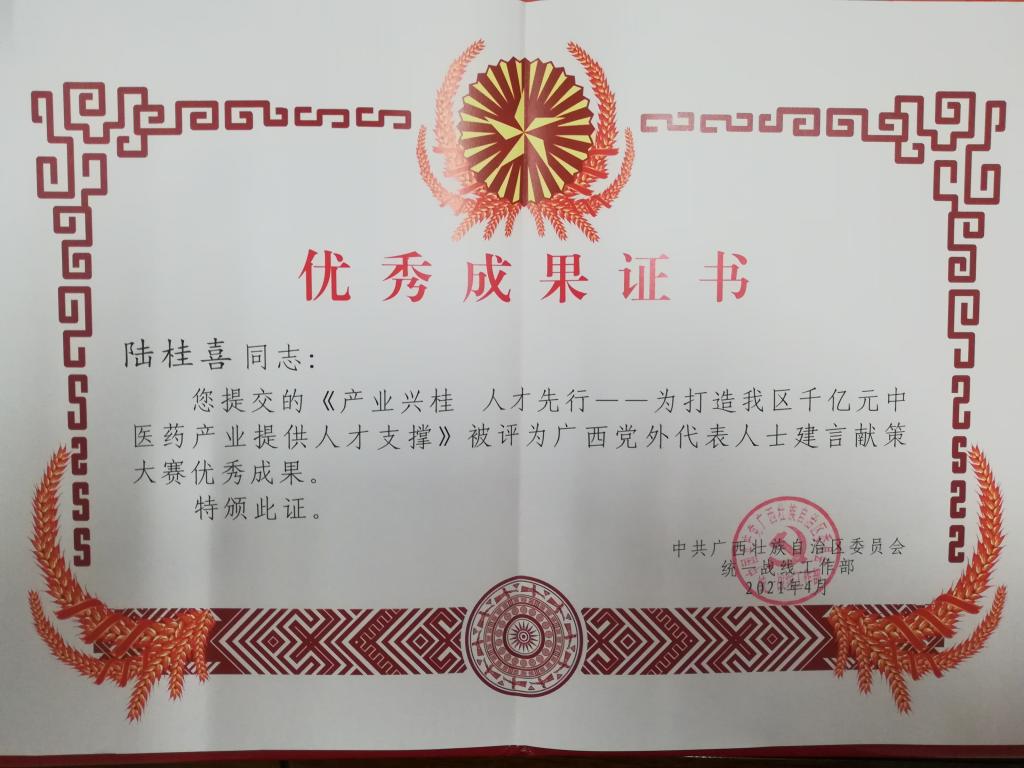 优秀成果证书
陆桂喜 同志:
您提交的《产业兴桂 人才先行——为打造我区千亿元中
医药产业提供人才支撑》被评为广西党外代表人士建言献策
大赛优秀成果。
特颁此证。
中共广西壮族自治区委员会
统一战线工作部
2021年4月